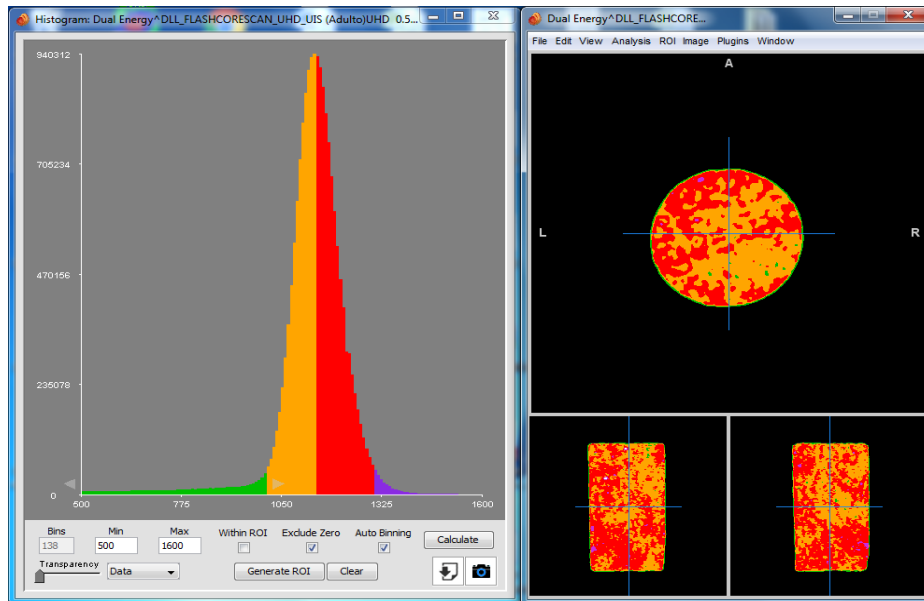 Histogram: Dual Energy^DLL_FLASHCORESCAN_UHD_UIS (Adulto)UHD 0.5...
940312
705234
470156
235078
0
500 775 1050 1325 1600
Bins Min Max Within ROI Exclude Zero Auto Binning
138 500 1600 Calculate
Transparency
Data Generate ROI Clear
Dual Energy^DLL_FLASHCORE...
File Edit View Analysis ROI Image Plugins Window
A
L R